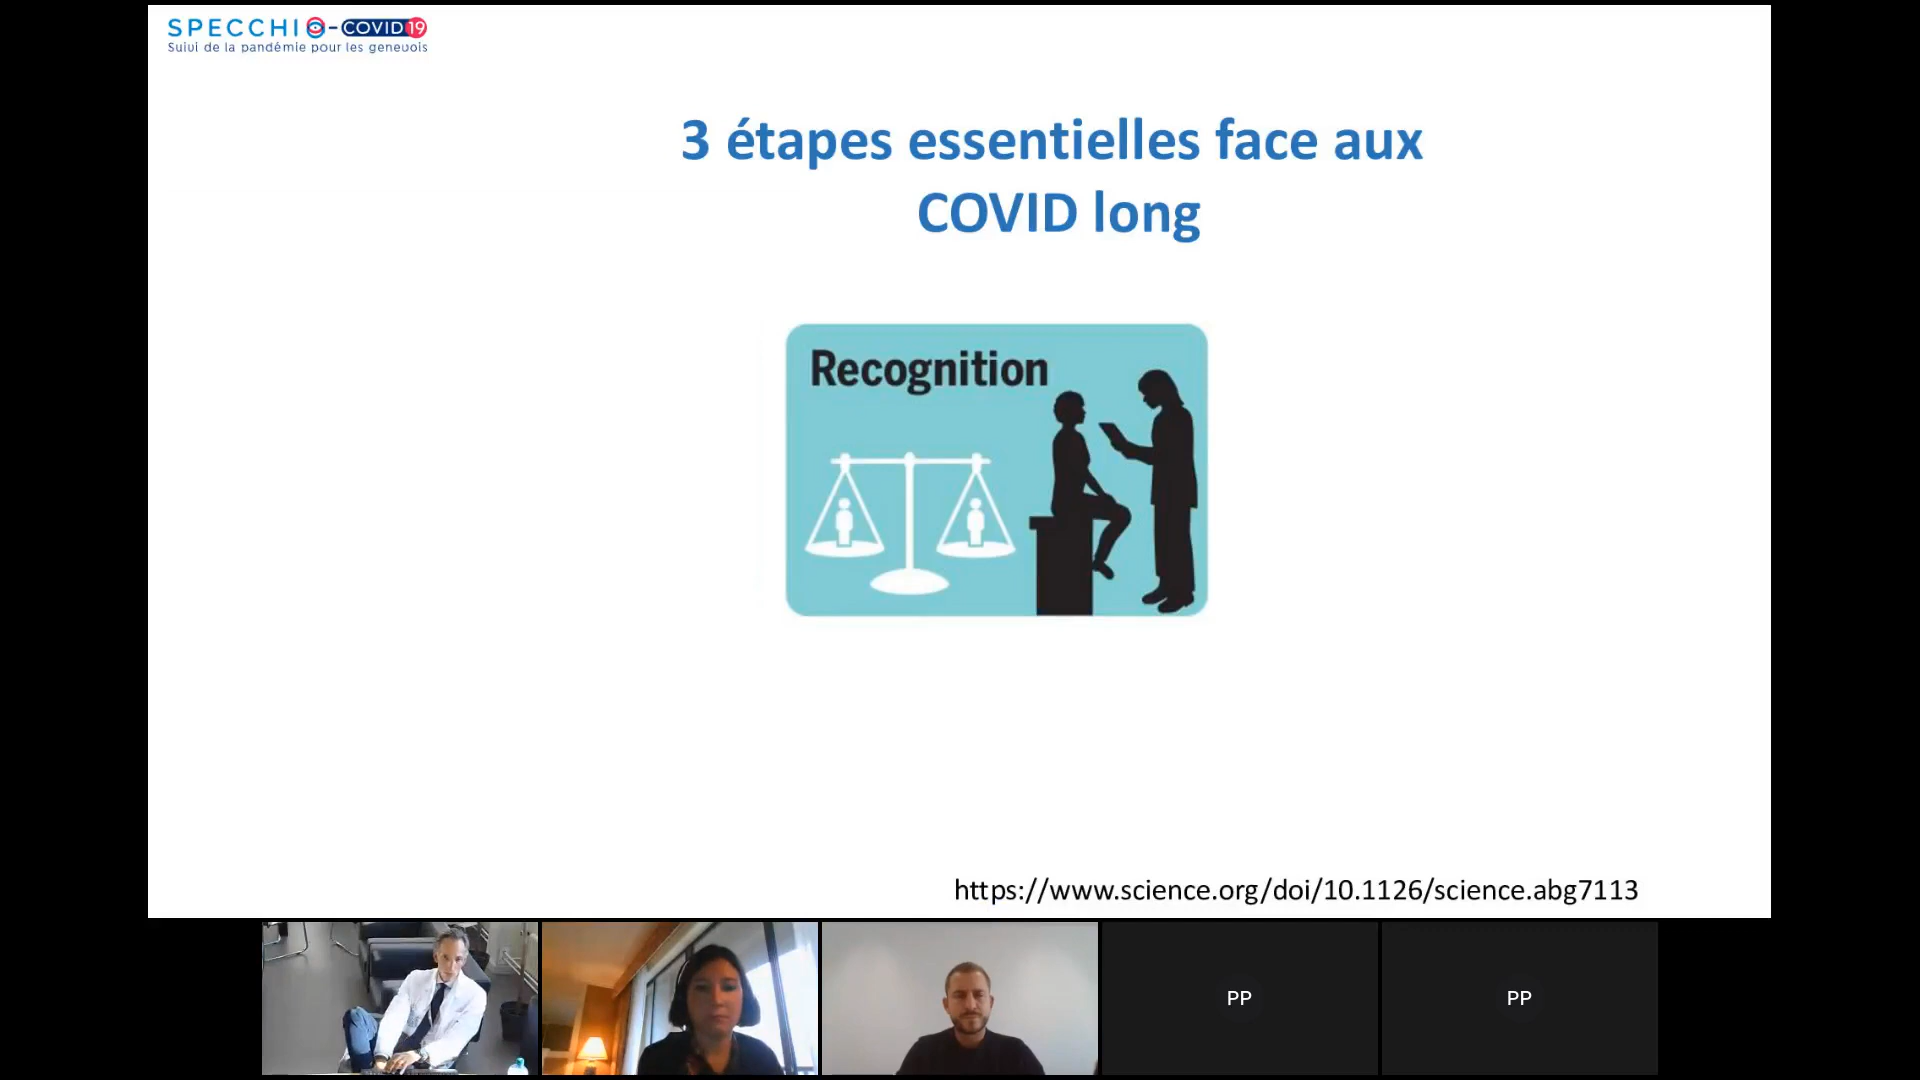 SPECCHIO-COVID19
Suivi de la pandémie pour les genevois
3 étapes essentielles face aux
COVID long
Recognition
https://www.science.org/doi/10.1126/science.abg7113
PP
PP